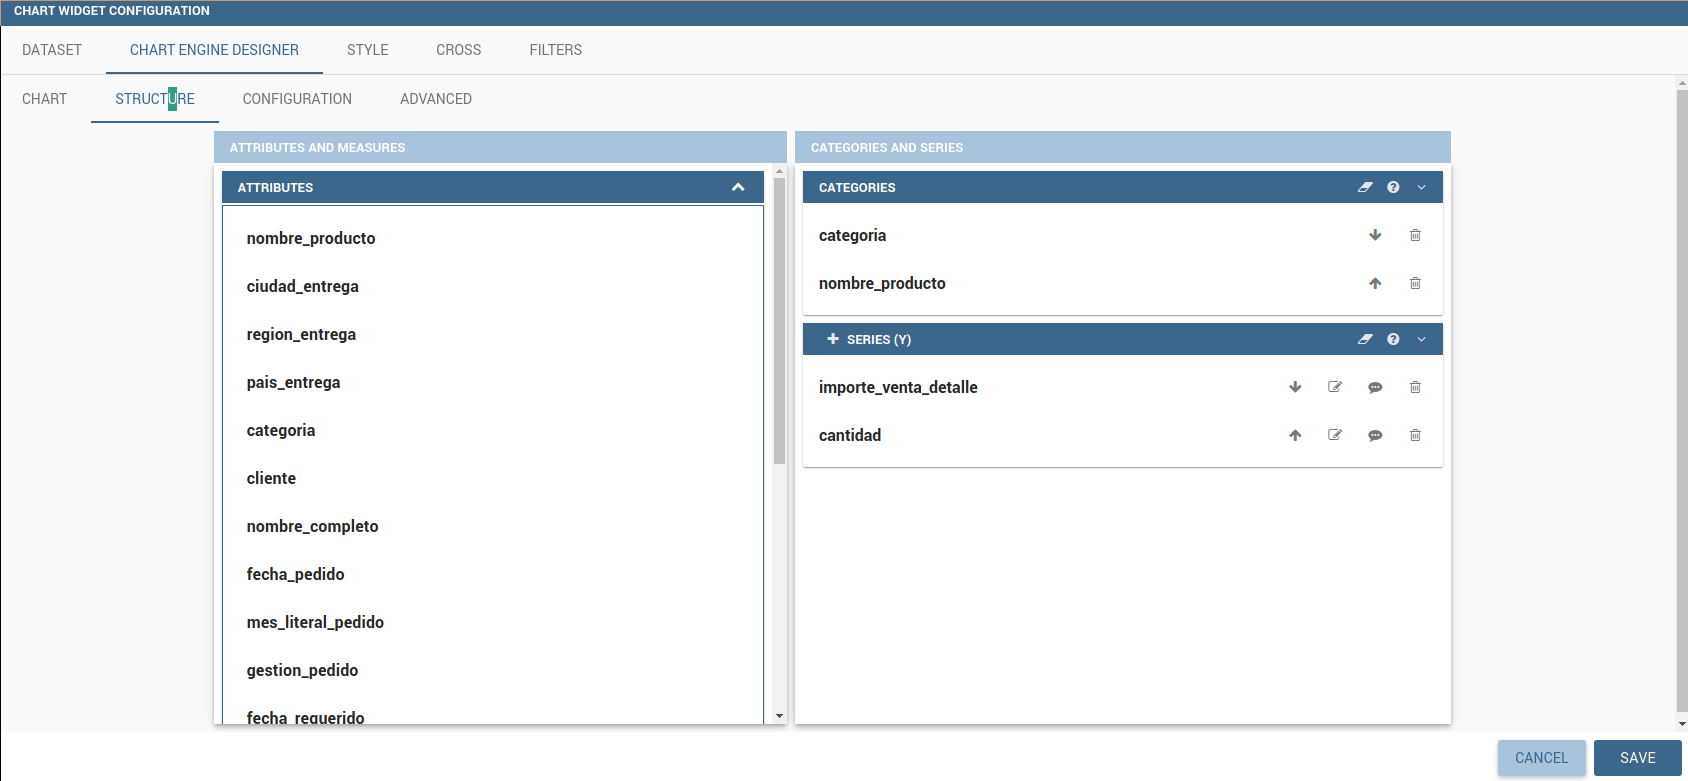 CHART WIDGET CONFIGURATION
DATASET CHART ENGINE DESIGNER STYLE CROSS FILTERS
CHART STRUCTURE CONFIGURATION ADVANCED
ATTRIBUTES AND MEASURES
ATTRIBUTES
nombre_producto
ciudad_entrega
region_entrega
pais_entrega
categoria
cliente
nombre_completo
fecha_pedido
mes_literal_pedido
gestion_pedido
fecha_requerido
CATEGORIES AND SERIES
CATEGORIES
categoria
nombre_producto
SERIES (Y)
importe_venta_detalle
cantidad
CANCEL SAVE